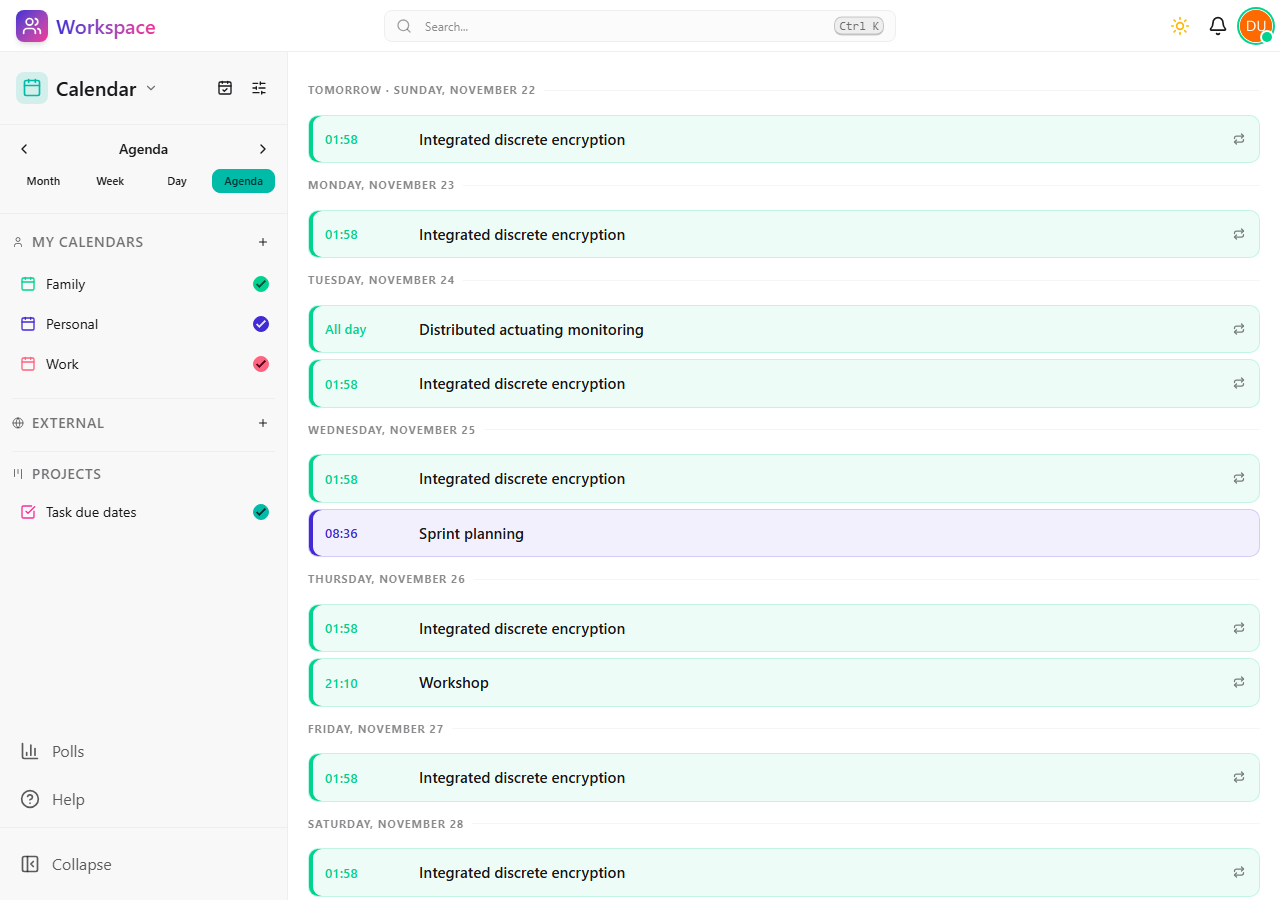 Workspace
Search...
Ctrl K
DU
Calendar
Agenda
Month Week Day Agenda
MY CALENDARS
Family
Personal
Work
EXTERNAL
PROJECTS
Task due dates
Polls
Help
Collapse
TOMORROW · SUNDAY, NOVEMBER 22
01:58 Integrated discrete encryption
MONDAY, NOVEMBER 23
01:58 Integrated discrete encryption
TUESDAY, NOVEMBER 24
All day Distributed actuating monitoring
01:58 Integrated discrete encryption
WEDNESDAY, NOVEMBER 25
01:58 Integrated discrete encryption
08:36 Sprint planning
THURSDAY, NOVEMBER 26
01:58 Integrated discrete encryption
21:10 Workshop
FRIDAY, NOVEMBER 27
01:58 Integrated discrete encryption
SATURDAY, NOVEMBER 28
01:58 Integrated discrete encryption